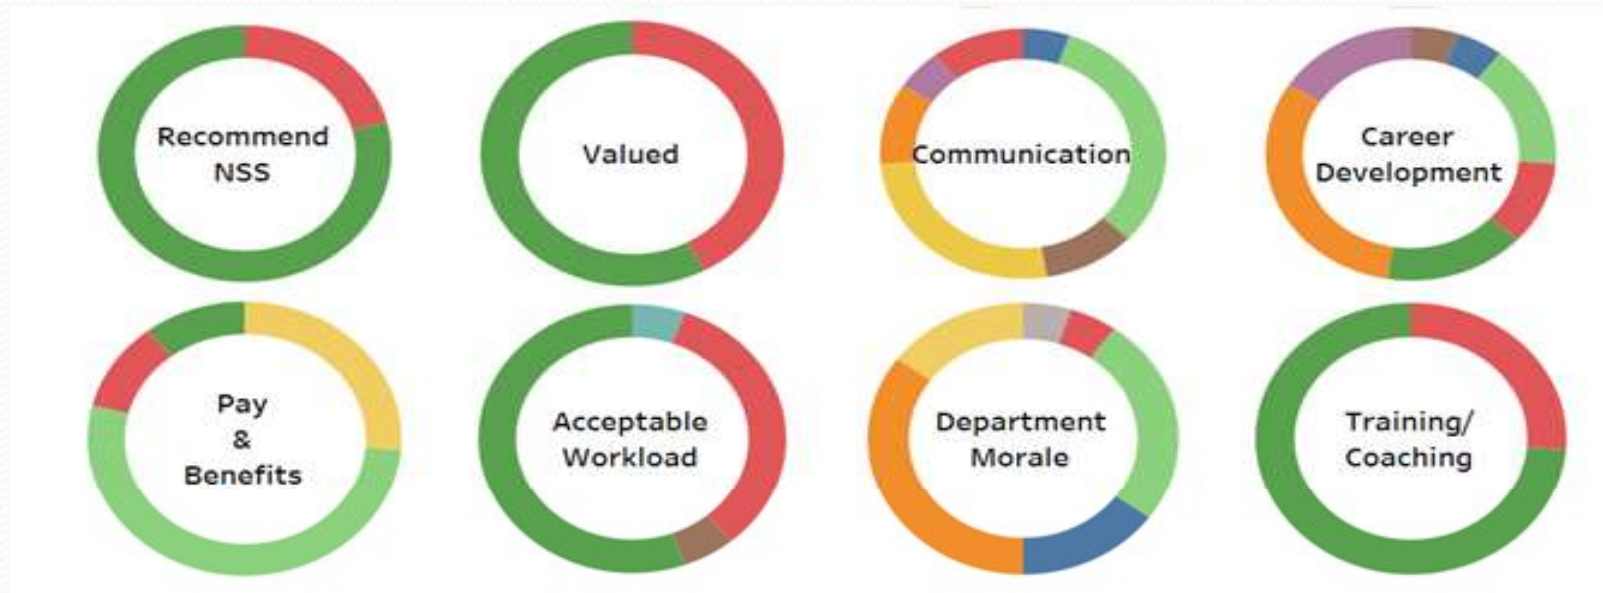 Recommend
NSS
Valued
Communication
Career
Development
Pay
&
Benefits
Acceptable
Workload
Department
Morale
Training/
Coaching